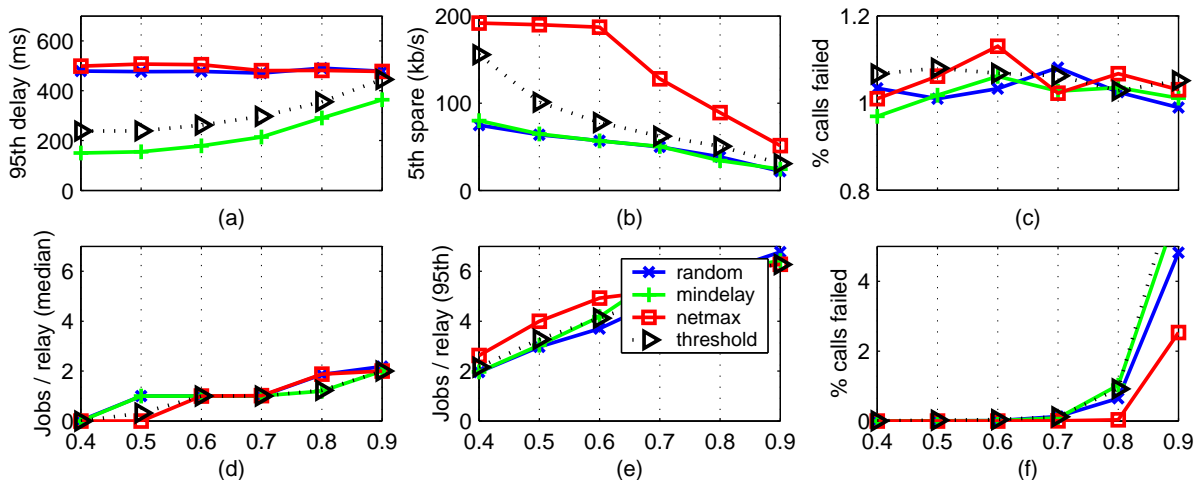 95th delay (ms)
600
400
200
0
(a)
5th spare (kb/s)
200
100
0
(b)
% calls failed
1.2
1
0.8
(c)
Jobs / relay (median)
6
4
2
0
0.4 0.5 0.6 0.7 0.8 0.9
(d)
Jobs / relay (95th)
6
4
2
0
0.4 0.5 0.6 0.7 0.8 0.9
(e)
random
mindelay
netmax
threshold
% calls failed
4
2
0
0.4 0.5 0.6 0.7 0.8 0.9
(f)